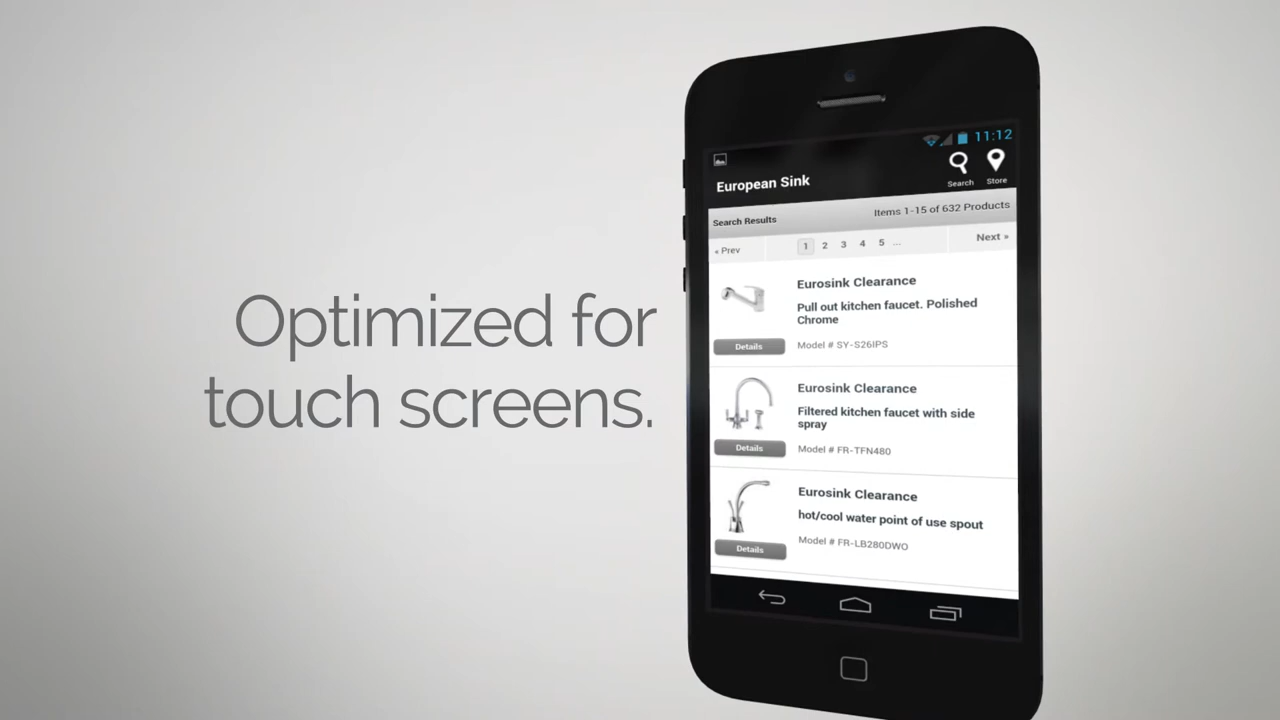 Optimized for
touch screens.
11:12
European Sink
Search
Store
Search Results
Items 1-15 of 632 Products
« Prev
1 2 3 4 5 ...
Next »
Eurosink Clearance
Pull out kitchen faucet. Polished
Chrome
Details
Model # SY-S26IPS
Eurosink Clearance
Filtered kitchen faucet with side
spray
Details
Model # FR-TFN480
Eurosink Clearance
hot/cool water point of use spout
Details
Model # FR-LB280DWO